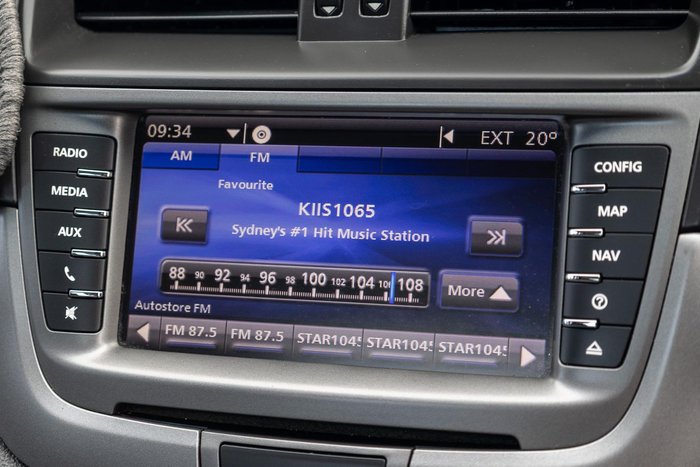 09:34 EXT 20°
AM FM
Favourite
KIIS1065
Sydney's #1 Hit Music Station
88 90 92 94 96 98 100 102 104 108
More
Autostore FM
FM 87.5 FM 87.5 STAR104 STAR104 STAR104
RADIO
MEDIA
AUX
CONFIG
MAP
NAV
?